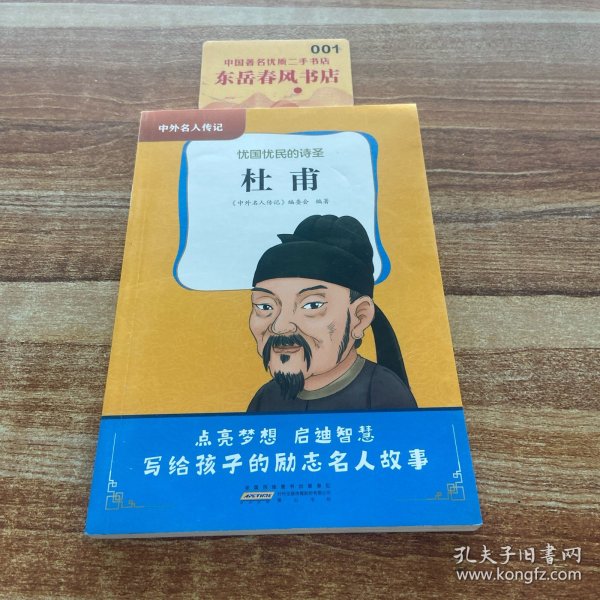 001
中国著名优质二手书店
东岳春风书店
中外名人传记
忧国忧民的诗圣
杜甫
《中外名人传记》编委会 编著
点亮梦想 启迪智慧
写给孩子的励志名人故事
孔夫子旧书网
www.kongfz.com